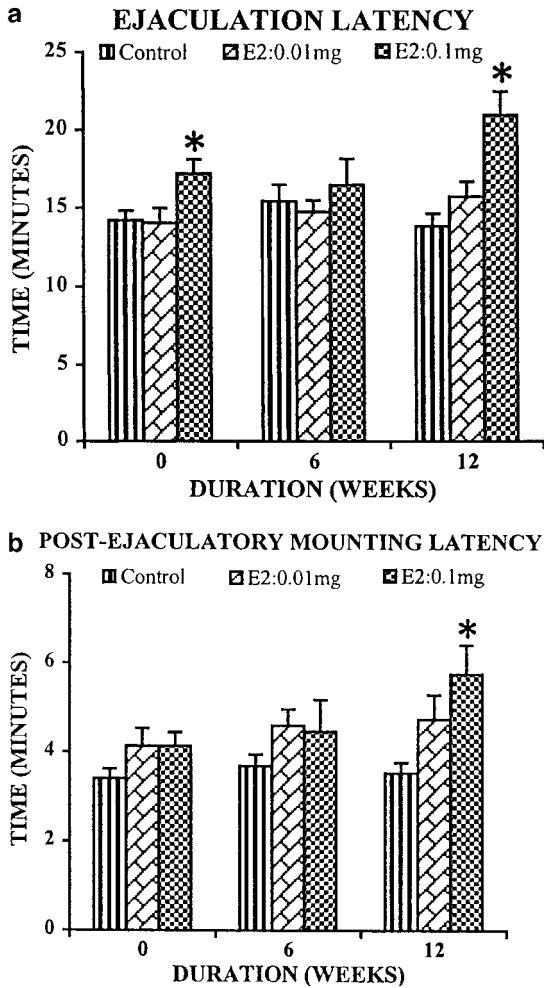 a
EJACULATION LATENCY
Control E2:0.01mg E2:0.1mg
25
20
15
10
5
0
*
*
TIME (MINUTES)
0 6 12
DURATION (WEEKS)
b POST-EJACULATORY MOUNTING LATENCY
Control E2:0.01mg E2:0.1mg
8
6
4
2
0
*
TIME (MINUTES)
0 6 12
DURATION (WEEKS)